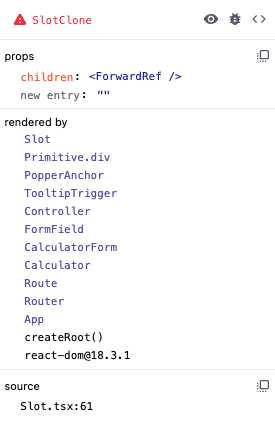 SlotClone
props
children: <ForwardRef />
new entry: ""
rendered by
Slot
Primitive.div
PopperAnchor
TooltipTrigger
Controller
FormField
CalculatorForm
Calculator
Route
Router
App
createRoot()
react-dom@18.3.1
source
Slot.tsx:61